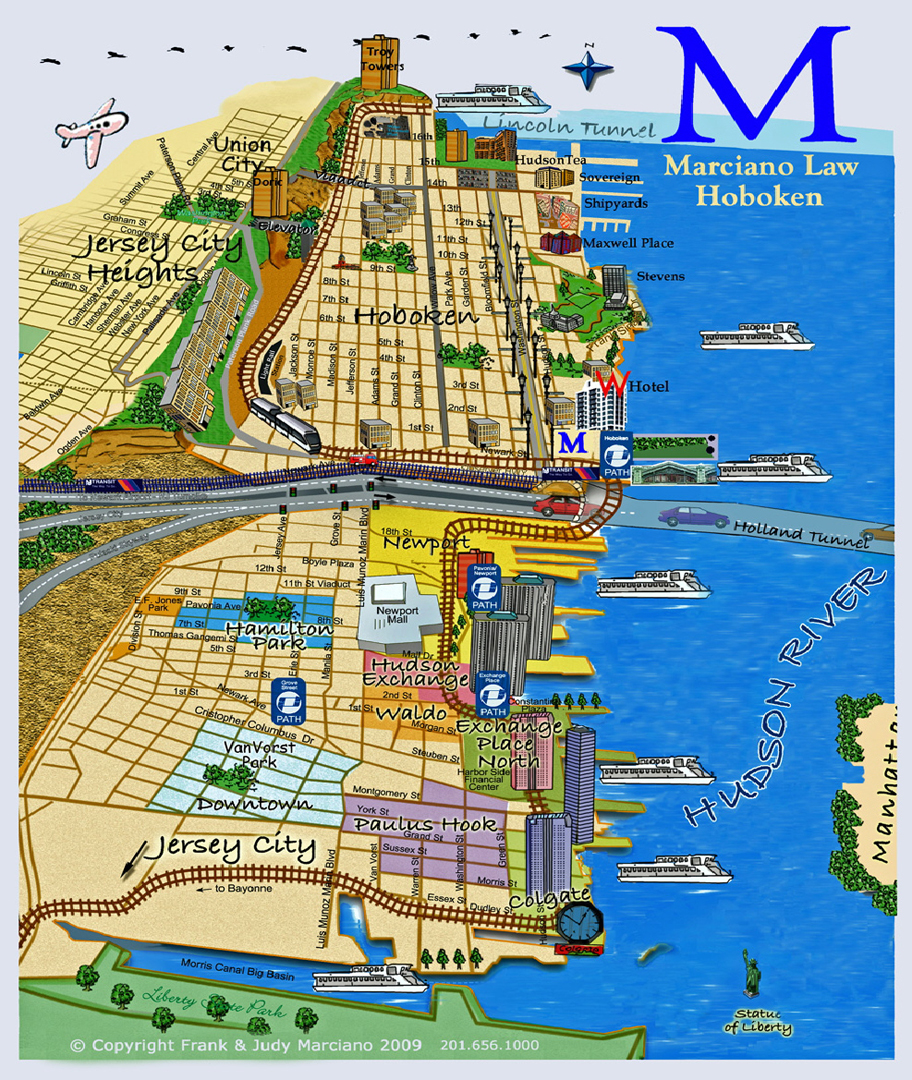 Troy
Towers
N
M
Marciano Law
Hoboken
Lincoln Tunnel
16th
15th
14th
HudsonTea
Sovereign
Shipyards
Maxwell Place
Stevens
Union
City
Doric
Viaduct
Elevator
Central Ave
Summit Ave
Graham St
Congress St
Jersey City
Heights
Lincoln St
Griffith St
Cambridge Ave
Hancock Ave
Sherman Ave
Webster Ave
New York Ave
Palisade Ave
Baldwin Ave
Ogden Ave
Paterson Plank Road
13th
12th St
11th St
10th St
9th St
8th St
7th St
6th St
Hoboken
5th St
4th St
3rd St
2nd St
1st St
Newark St
Park Ave
Garden St
Bloomfield St
Washington St
Jackson St
Monroe St
Madison St
Jefferson St
Adams St
Grand St
Clinton St
Light Rail
W Hotel
M
Hoboken
PATH
TRANSIT
TRANSIT
Holland Tunnel
HUDSON RIVER
Manhatta
Jersey Ave
Grove St
Luis Munoz Marin Blvd
18th St
Newport
Boyle Plaza
12th St
11th St Viaduct
9th St
E.F. Jones
Park
Pavonia Ave
8th St
7th St
Hamilton
Park
Thomas Gangemi St
5th St
Division St
Erie St
Manila St
Newport
Mall
Pavonia/
Newport
PATH
Hudson
Exchange
3rd St
2nd St
1st St
1st St
Newark Ave
Grove
Street
PATH
Exchange Place
PATH
Waldo
Morgan St
Constantine
Plaza
Exchange
Place
North
Cristopher Columbus Dr
Steuben St
Harbor Side
Financial
Center
VanVorst
Park
Downtown
Montgomery St
York St
Paulus Hook
Grand St
Sussex St
Morris St
Essex St
Dudley St
Van Vorst
Warren St
Washington St
Green St
Jersey City
← to Bayonne
Luis Munoz Marin Blvd
Colgate
Colgate
Morris Canal Big Basin
Liberty State Park
Statue
of Liberty
© Copyright Frank & Judy Marciano 2009 201.656.1000